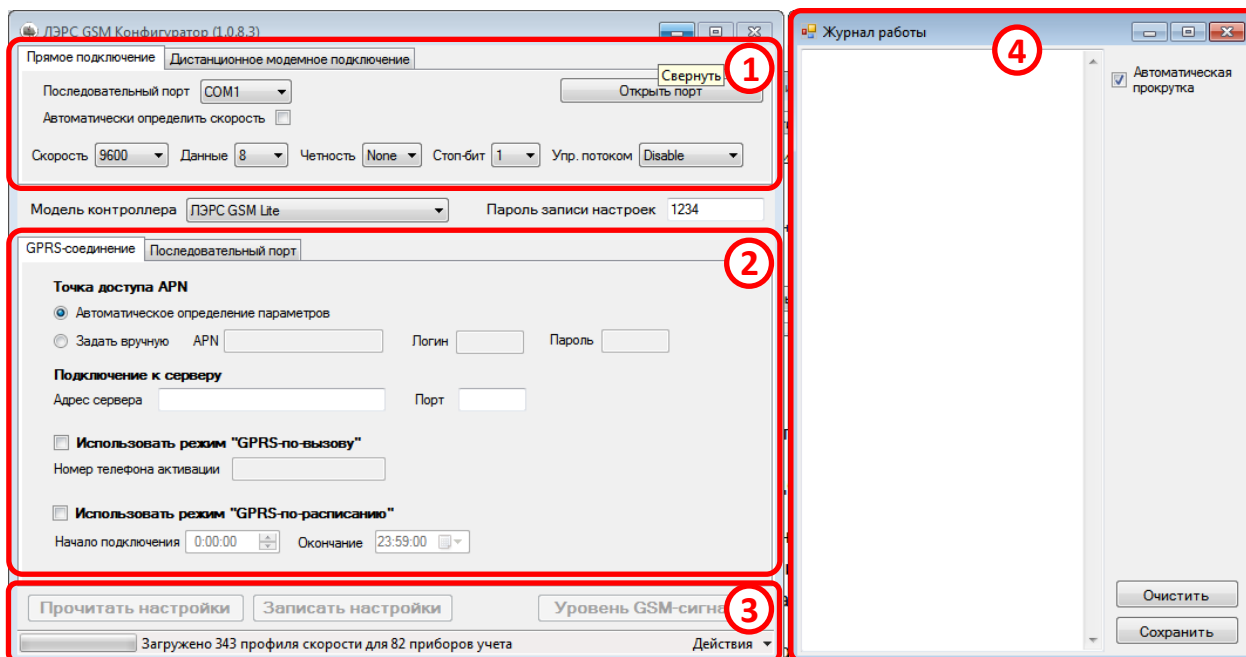 ЛЭРС GSM Конфигуратор (1.0.8.3)
Прямое подключение Дистанционное модемное подключение
Свернуть
1
Последовательный порт COM1 Открыть порт
Автоматически определить скорость
Скорость 9600 Данные 8 Четность None Стоп-бит 1 Упр. потоком Disable
Модель контроллера ЛЭРС GSM Lite Пароль записи настроек 1234
GPRS-соединение Последовательный порт
2
Точка доступа APN
Автоматическое определение параметров
Задать вручную APN Логин Пароль
Подключение к серверу
Адрес сервера Порт
Использовать режим "GPRS-по-вызову"
Номер телефона активации
Использовать режим "GPRS-по-расписанию"
Начало подключения 0:00:00 Окончание 23:59:00
Прочитать настройки Записать настройки Уровень GSM-сигна
3
Загружено 343 профиля скорости для 82 приборов учета Действия
Журнал работы
4
Автоматическая
прокрутка
Очистить
Сохранить